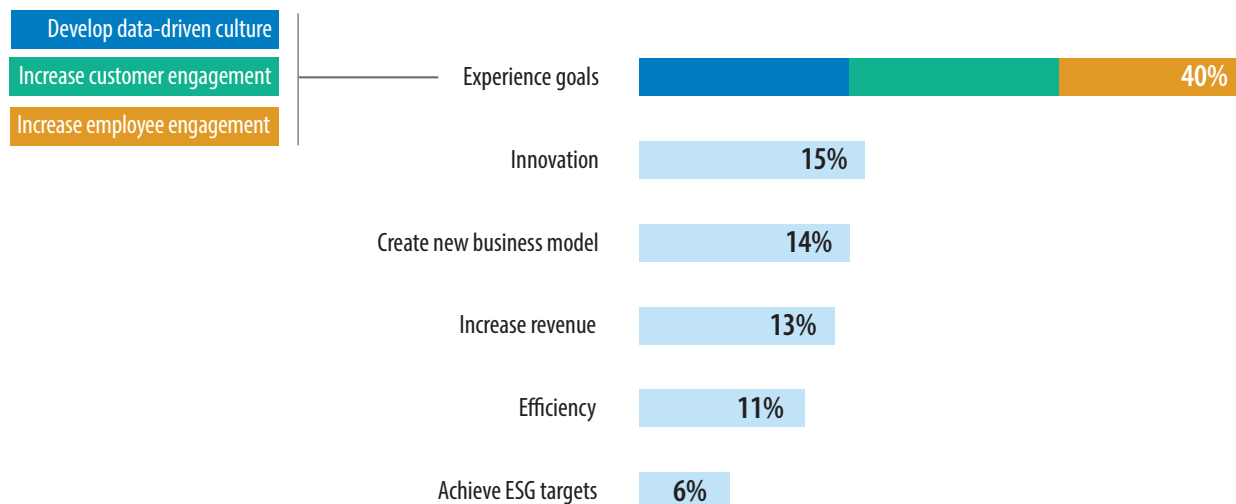 Develop data-driven culture
Increase customer engagement
Increase employee engagement
Experience goals
40%
Innovation
15%
Create new business model
14%
Increase revenue
13%
Efficiency
11%
Achieve ESG targets
6%